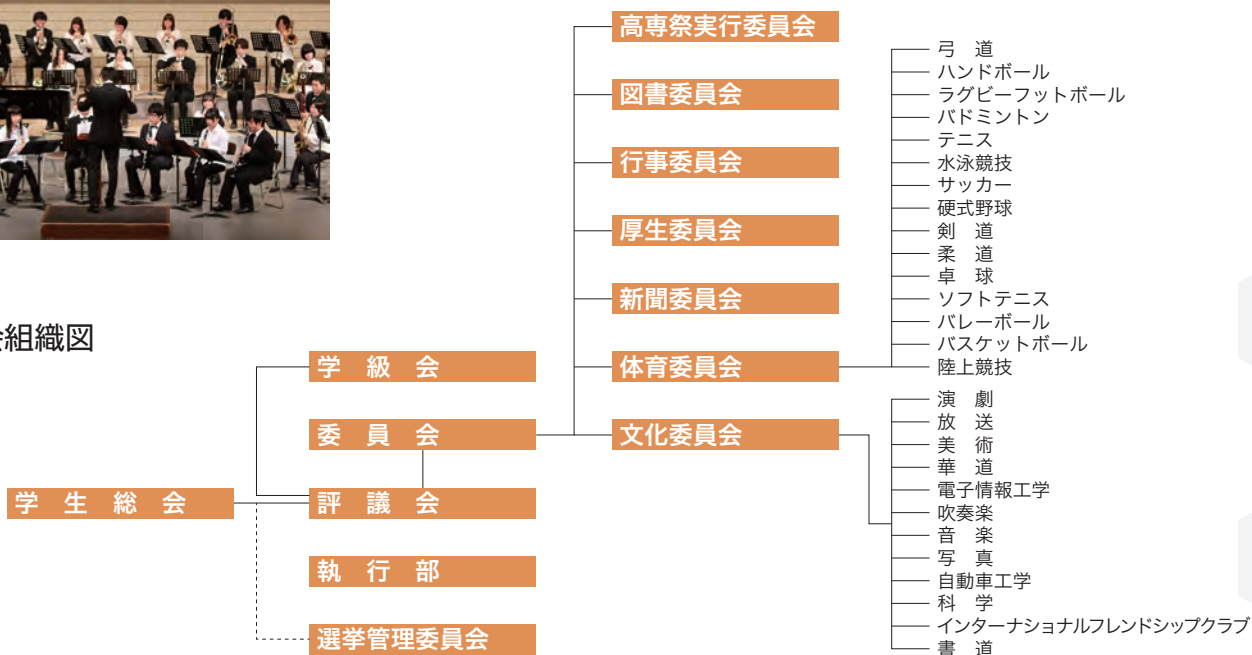 会組織図
学生総会
学級会
委員会
評議会
執行部
選挙管理委員会
高専祭実行委員会
図書委員会
行事委員会
厚生委員会
新聞委員会
体育委員会
文化委員会
弓道
ハンドボール
ラグビーフットボール
バドミントン
テニス
水泳競技
サッカー
硬式野球
剣道
柔道
卓球
ソフトテニス
バレーボール
バスケットボール
陸上競技
演劇
放送
美術
華道
電子情報工学
吹奏楽
音楽
写真
自動車工学
科学
インターナショナルフレンドシップクラブ
書道